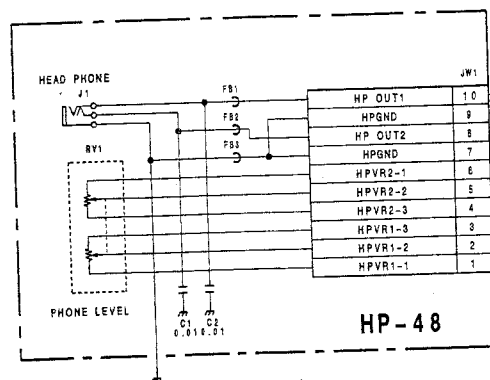 HEAD PHONE
J1
FB1
FB2
FB3
JW1
HP OUT1 10
HPGND 9
HP OUT2 8
HPGND 7
HPVR2-1 6
HPVR2-2 5
HPVR2-3 4
HPVR1-3 3
HPVR1-2 2
HPVR1-1 1
RY1
PHONE LEVEL
C1 C2
0.01 0.01
HP-48